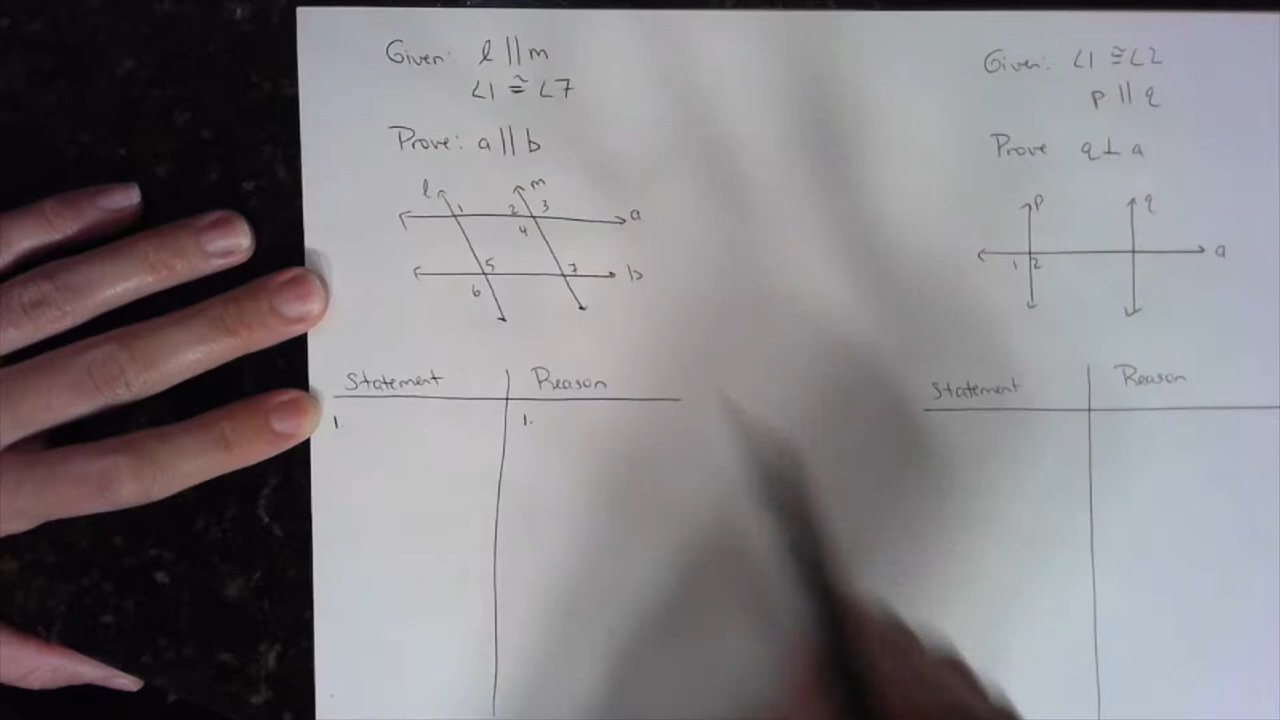 Given: l || m
∠1 ≅ ∠7
Prove: a || b
l m
1 2 3 a
4
5 7 b
6
Statement Reason
1. 1.
Given: ∠1 ≅ ∠2
p || q
Prove q ⊥ a
p q
a
1 2
Statement Reason